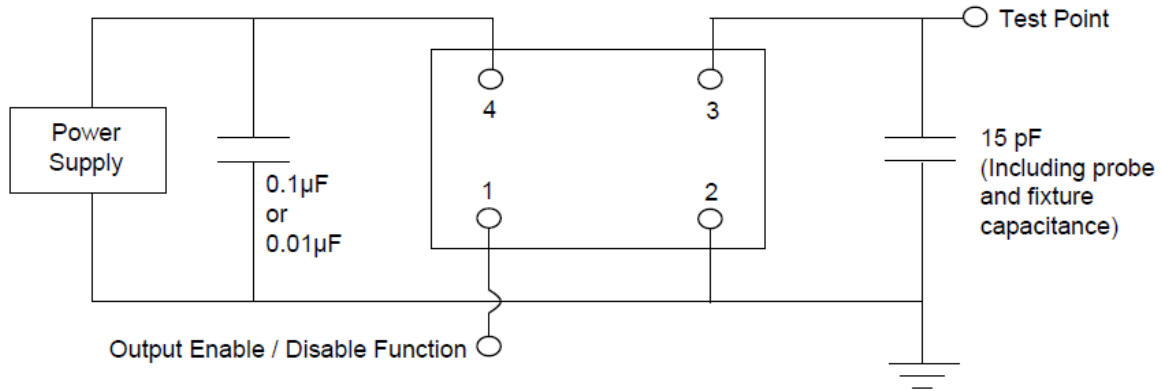 Test Point
4
3
Power
Supply
15 pF
(Including probe
and fixture
capacitance)
0.1µF
or
0.01µF
1
2
Output Enable / Disable Function